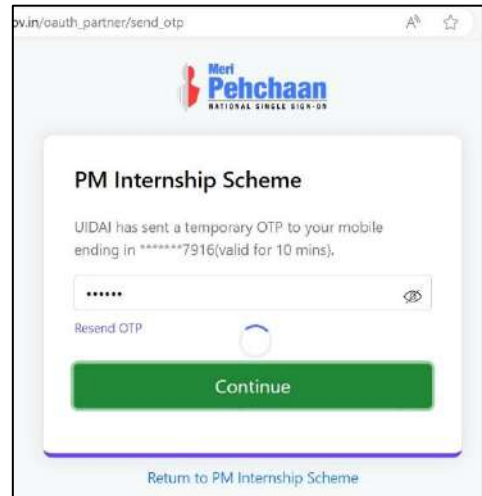 ov.in/oauth_partner/send_otp
Meri
Pehchaan
NATIONAL SINGLE SIGN-ON
PM Internship Scheme
UIDAI has sent a temporary OTP to your mobile
ending in *******7916(valid for 10 mins).
••••••
Resend OTP
Continue
Return to PM Internship Scheme